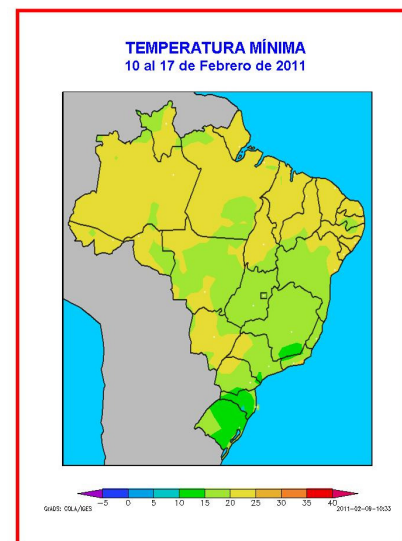 TEMPERATURA MÍNIMA
10 al 17 de Febrero de 2011
-5 0 5 10 15 20 25 30 35 40
GrADS: COLA/IGES 2011-02-09-10:33